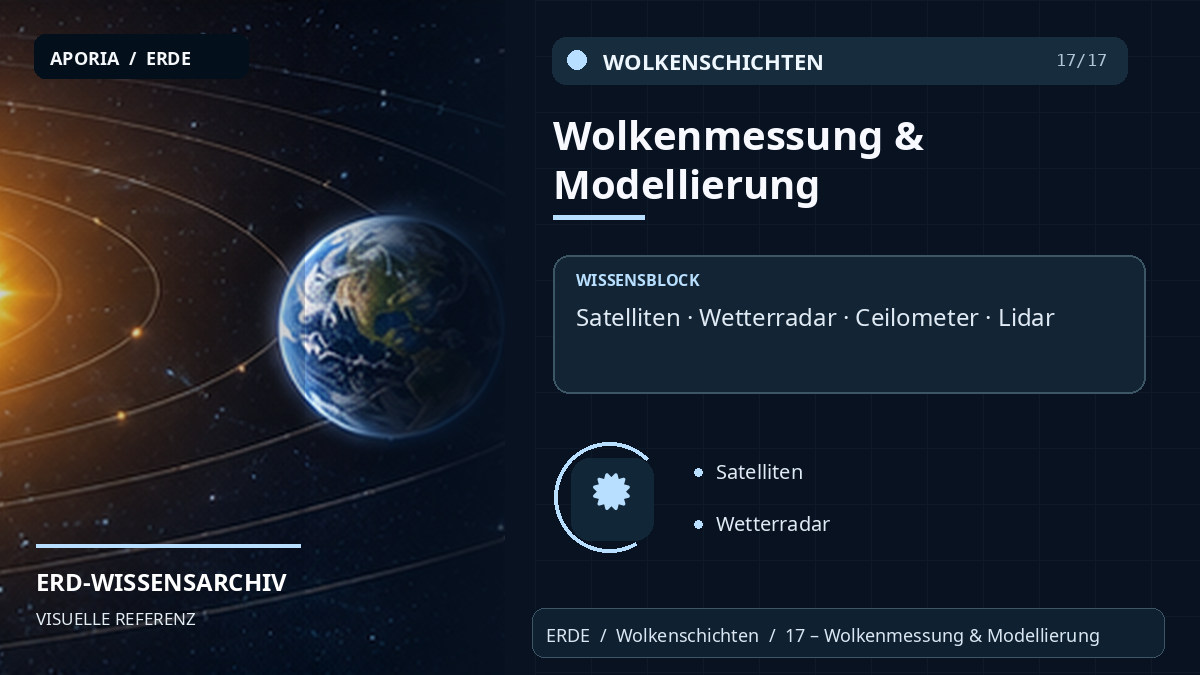 APORIA / ERDE
WOLKENSCHICHTEN
17/17
Wolkenmessung &
Modellierung
WISSENSBLOCK
Satelliten · Wetterradar · Ceilometer · Lidar
Satelliten
Wetterradar
ERD-WISSENSARCHIV
VISUELLE REFERENZ
ERDE / Wolkenschichten / 17 – Wolkenmessung & Modellierung